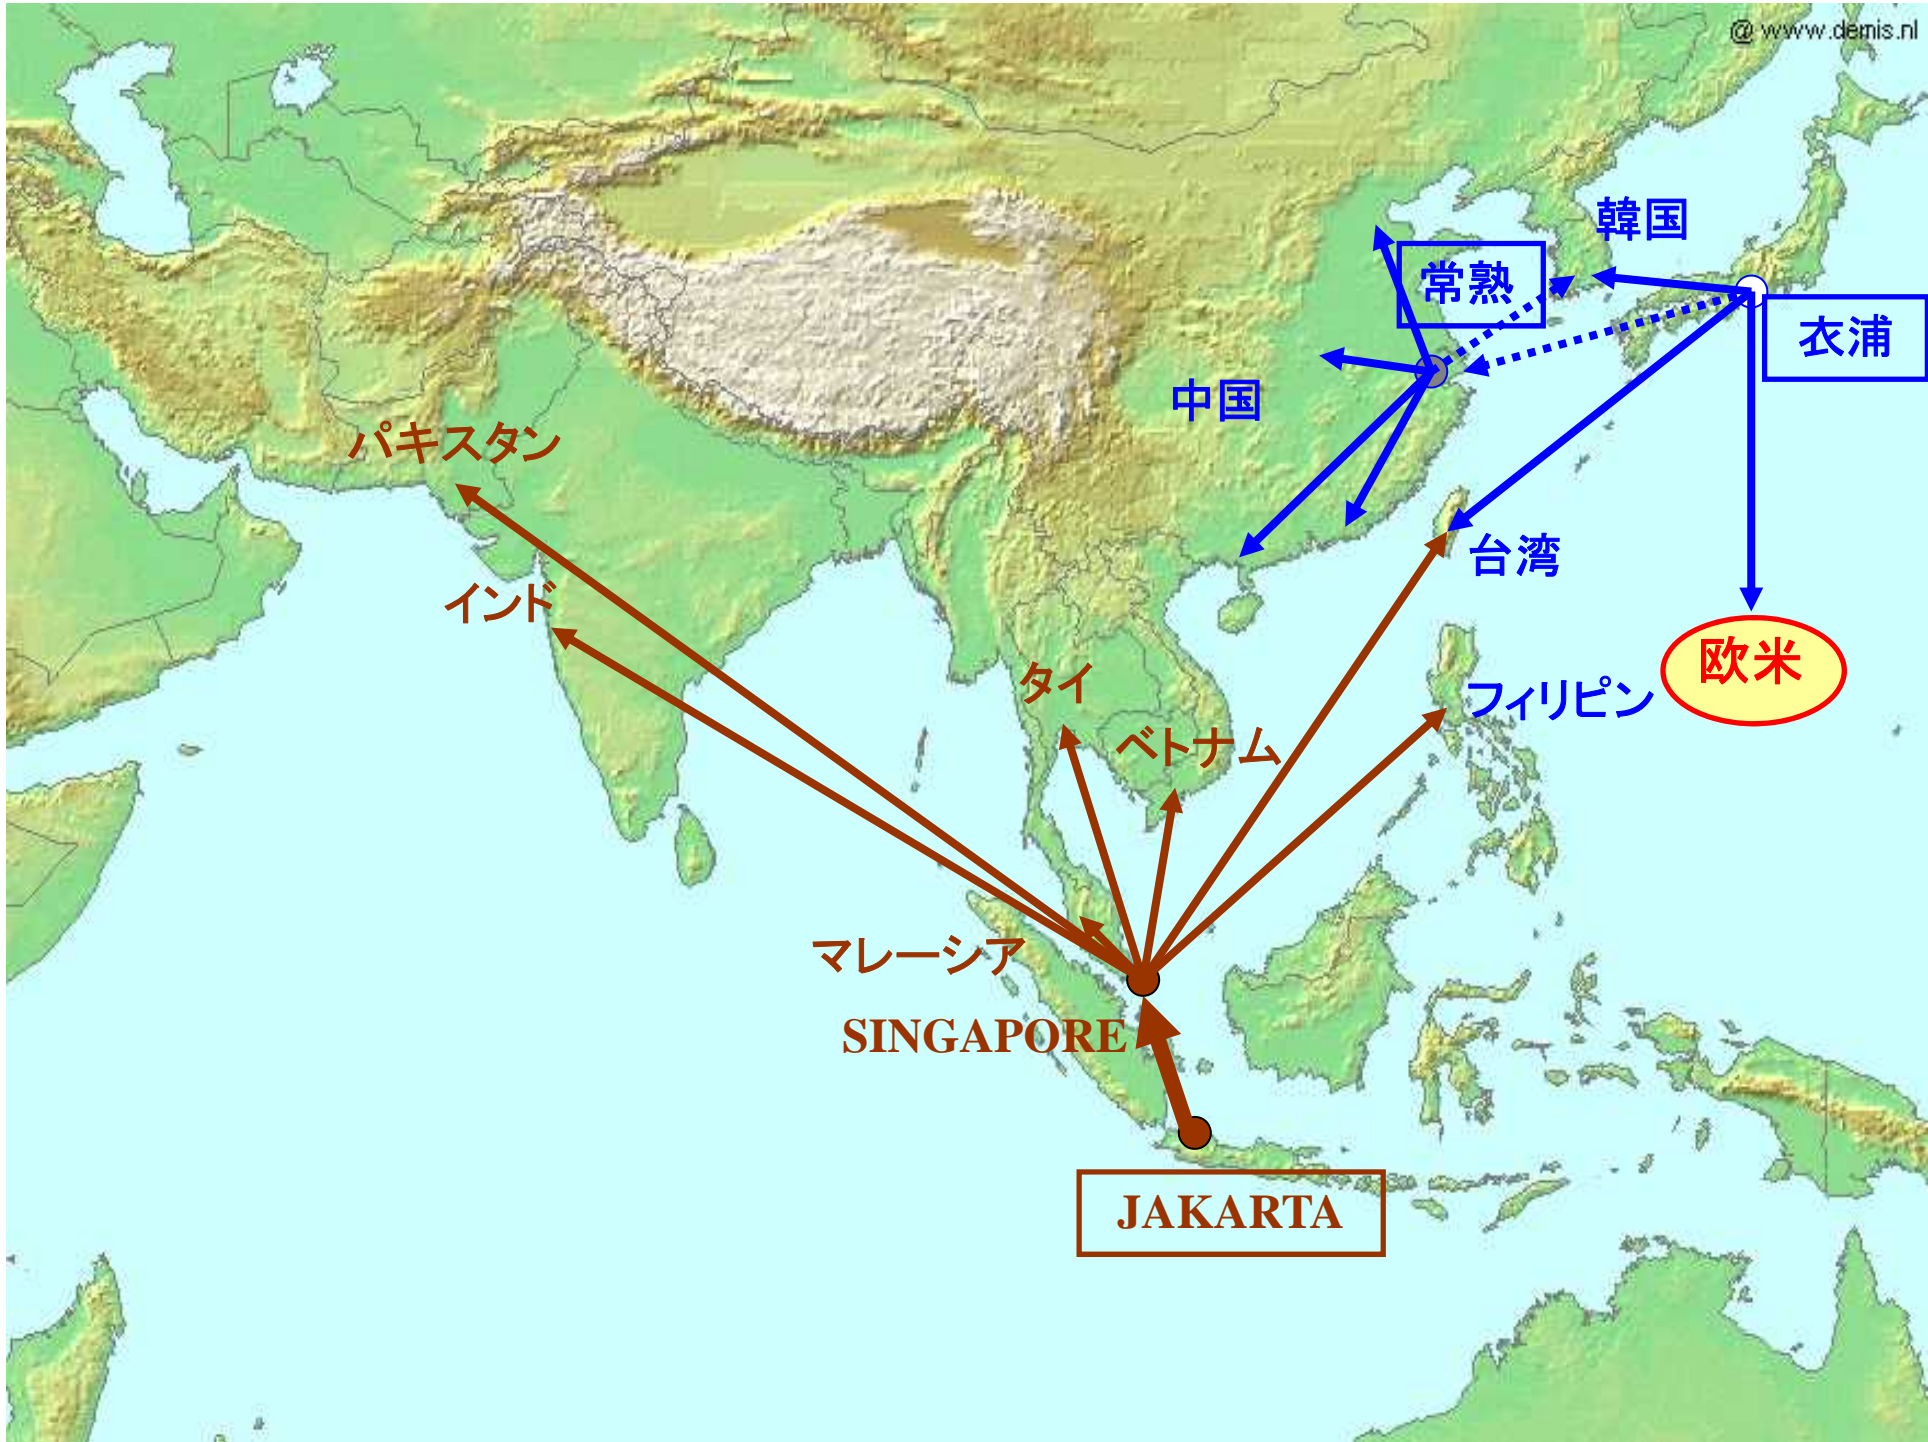 @ www.demis.nl
韓国
常熟
衣浦
中国
パキスタン
台湾
インド
欧米
タイ
フィリピン
ベトナム
マレーシア
SINGAPORE
JAKARTA